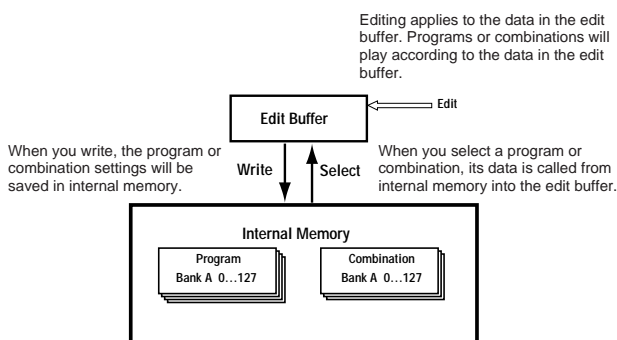 Editing applies to the data in the edit
buffer. Programs or combinations will
play according to the data in the edit
buffer.
Edit
Edit Buffer
When you write, the program or
combination settings will be
saved in internal memory.
Write
Select
When you select a program or
combination, its data is called from
internal memory into the edit buffer.
Internal Memory
Program
Bank A 0...127
Combination
Bank A 0...127